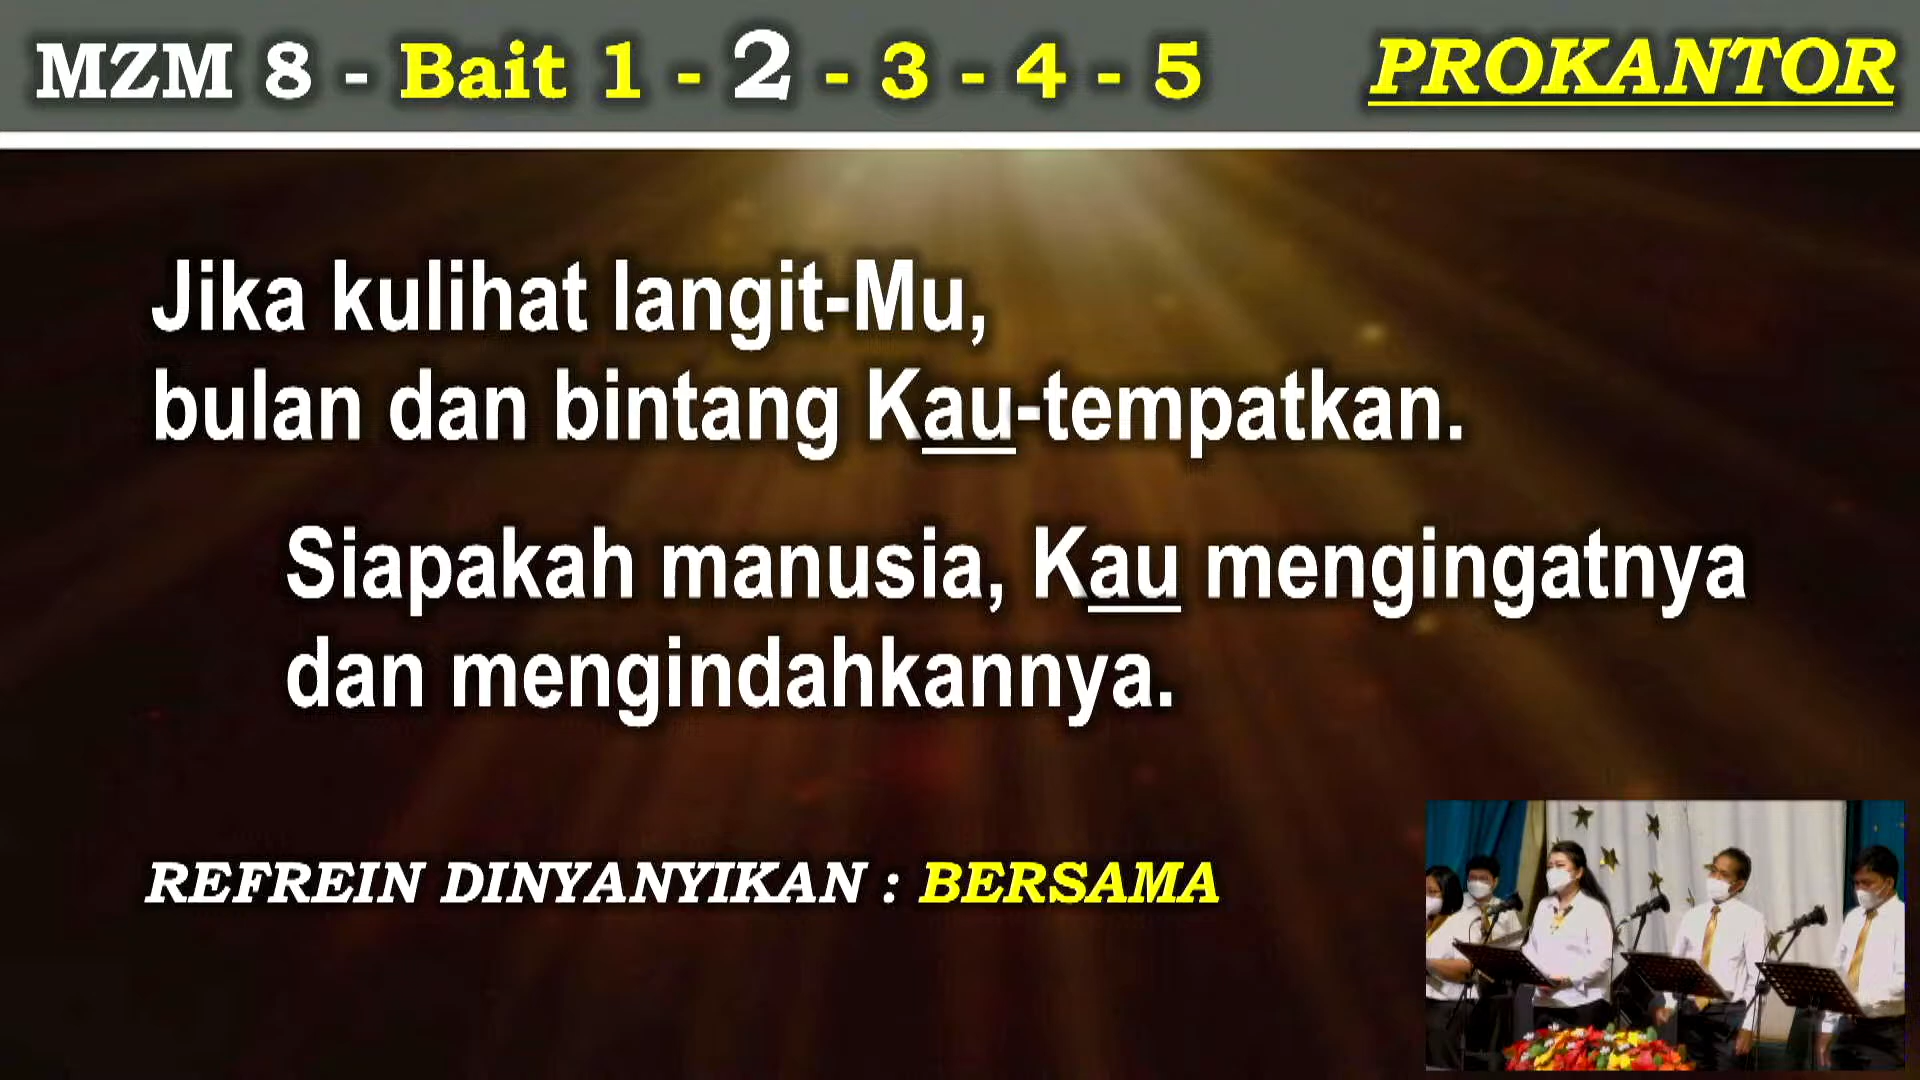 MZM 8 - Bait 1 - 2 - 3 - 4 - 5 PROKANTOR
Jika kulihat langit-Mu,
bulan dan bintang Kau-tempatkan.
Siapakah manusia, Kau mengingatnya
dan mengindahkannya.
REFREIN DINYANYIKAN : BERSAMA